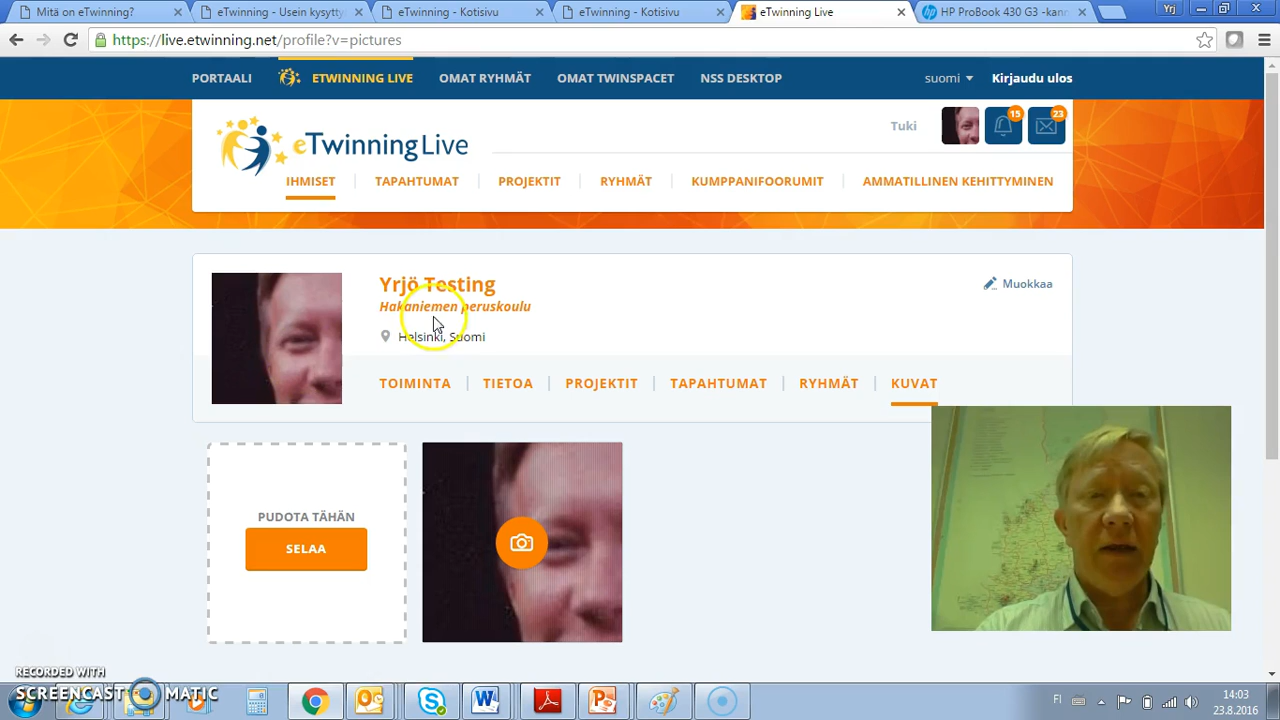 Mitä on eTwinning?
eTwinning - Usein kysytty
eTwinning - Kotisivu
eTwinning - Kotisivu
eTwinning Live
HP ProBook 430 G3 -kann
Yrj
https://live.etwinning.net/profile?v=pictures
PORTAALI
ETWINNING LIVE
OMAT RYHMÄT
OMAT TWINSPACET
NSS DESKTOP
suomi
Kirjaudu ulos
eTwinningLive
Tuki
15
23
IHMISET
TAPAHTUMAT
PROJEKTIT
RYHMÄT
KUMPPANIFOORUMIT
AMMATILLINEN KEHITTYMINEN
Yrjö Testing
Muokkaa
Hakaniemen peruskoulu
Helsinki, Suomi
TOIMINTA
TIETOA
PROJEKTIT
TAPAHTUMAT
RYHMÄT
KUVAT
PUDOTA TÄHÄN
SELAA
RECORDED WITH
SCREENCAST-O-MATIC
FI
14:03
23.8.2016